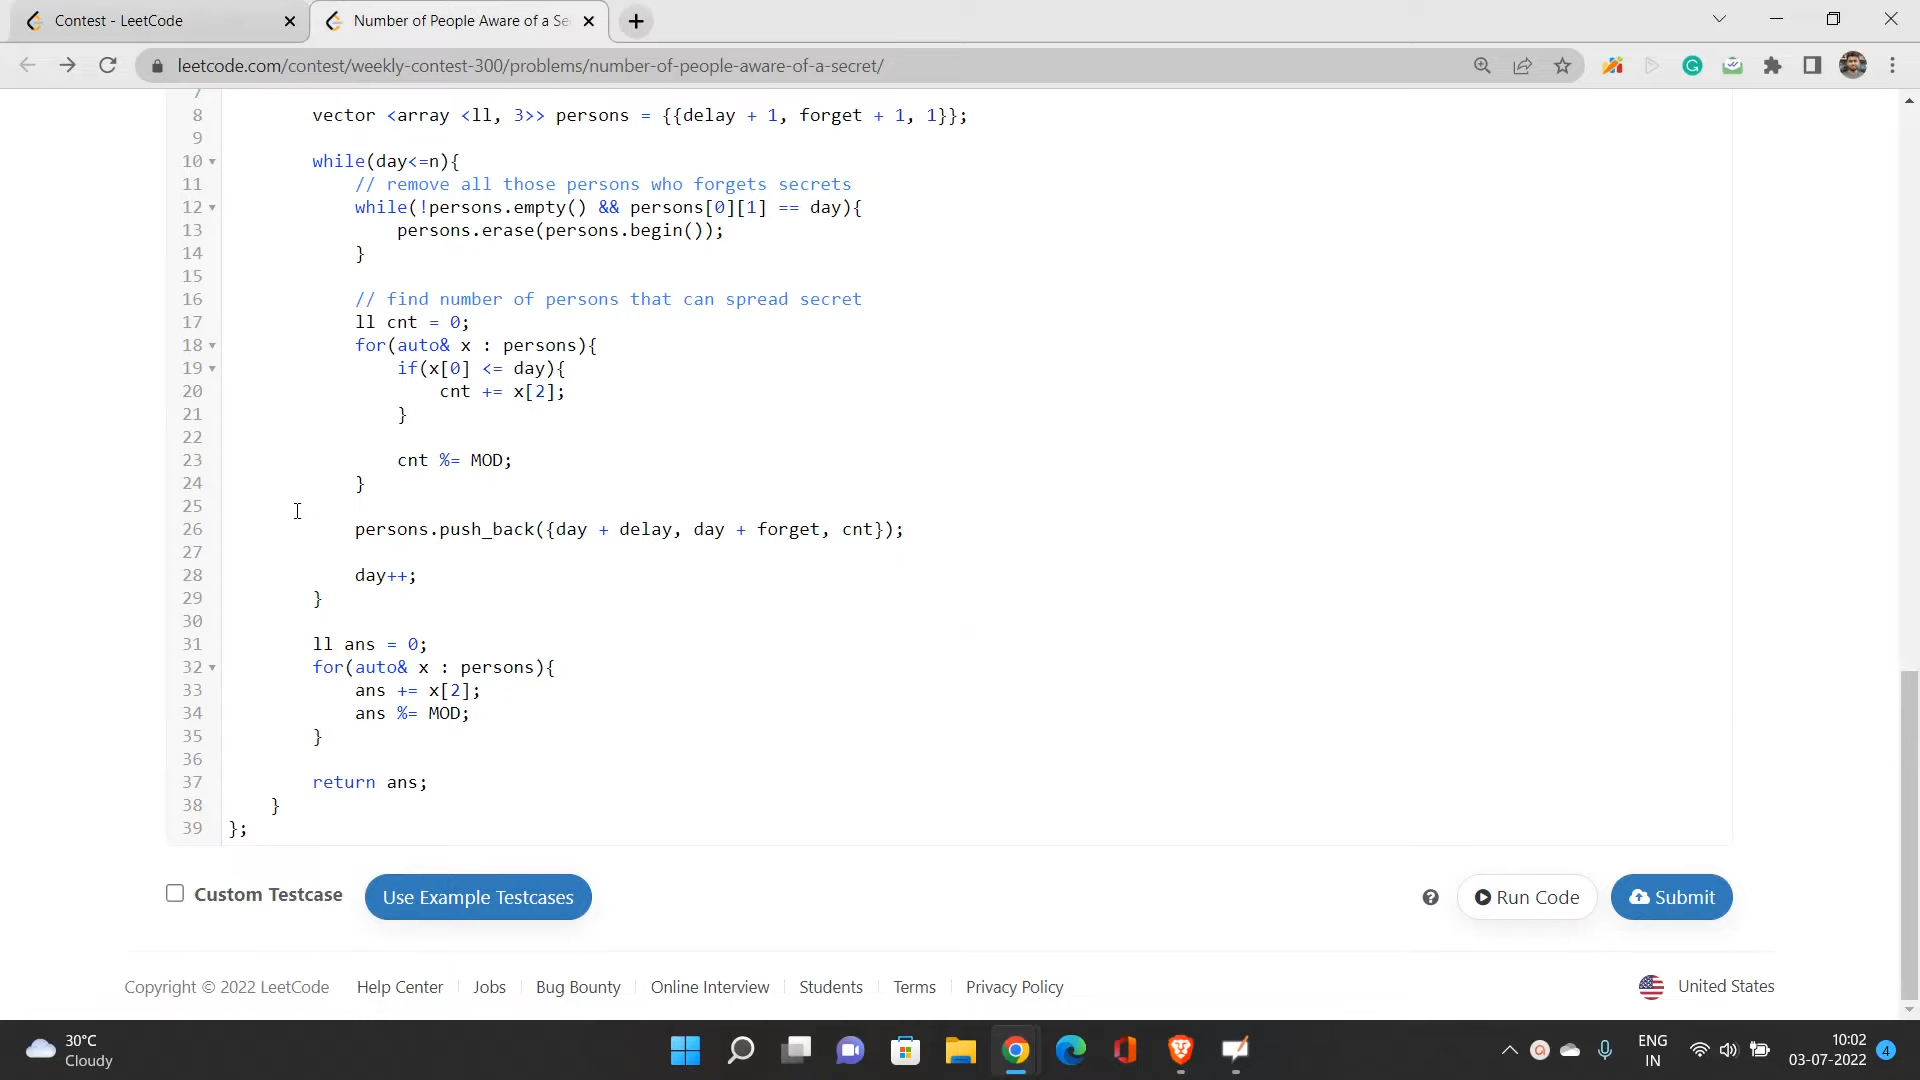 Contest - LeetCode
Number of People Aware of a Se
leetcode.com/contest/weekly-contest-300/problems/number-of-people-aware-of-a-secret/
7
8 vector <array <ll, 3>> persons = {{delay + 1, forget + 1, 1}};
9
10 while(day<=n){
11 // remove all those persons who forgets secrets
12 while(!persons.empty() && persons[0][1] == day){
13 persons.erase(persons.begin());
14 }
15
16 // find number of persons that can spread secret
17 ll cnt = 0;
18 for(auto& x : persons){
19 if(x[0] <= day){
20 cnt += x[2];
21 }
22
23 cnt %= MOD;
24 }
25
26 persons.push_back({day + delay, day + forget, cnt});
27
28 day++;
29 }
30
31 ll ans = 0;
32 for(auto& x : persons){
33 ans += x[2];
34 ans %= MOD;
35 }
36
37 return ans;
38 }
39 };
Custom Testcase Use Example Testcases Run Code Submit
Copyright © 2022 LeetCode Help Center Jobs Bug Bounty Online Interview Students Terms Privacy Policy United States
30°C
Cloudy
ENG
IN
10:02
03-07-2022
4